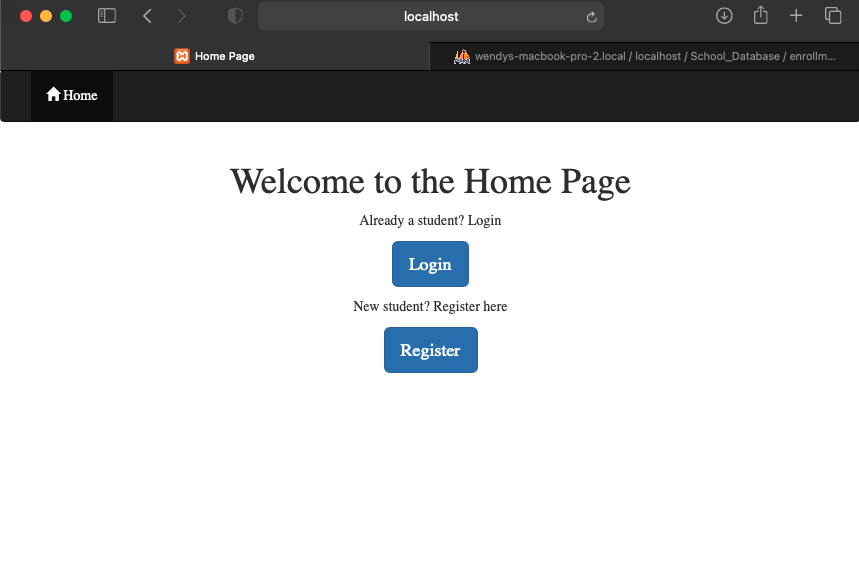 localhost
Home Page
wendys-macbook-pro-2.local / localhost / School_Database / enrollm...
Home
Welcome to the Home Page
Already a student? Login
Login
New student? Register here
Register